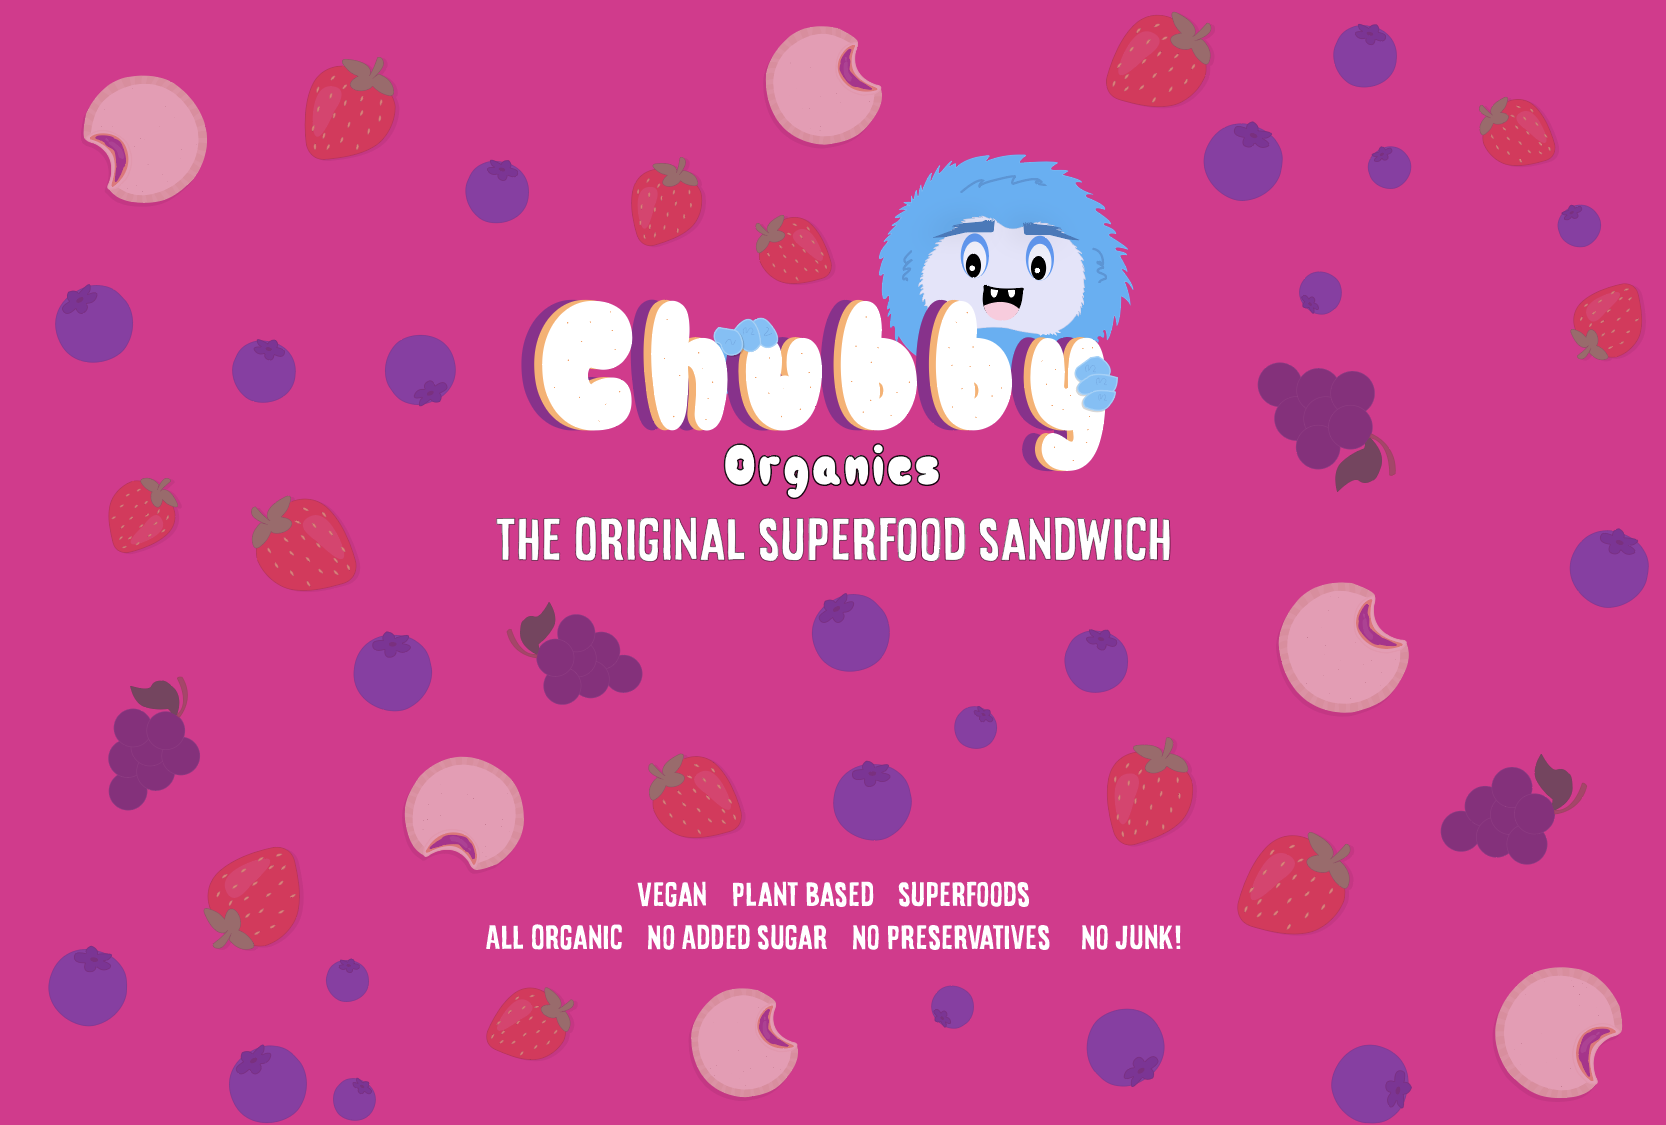 Chubby
Organics
THE ORIGINAL SUPERFOOD SANDWICH
VEGAN PLANT BASED SUPERFOODS
ALL ORGANIC NO ADDED SUGAR NO PRESERVATIVES NO JUNK!